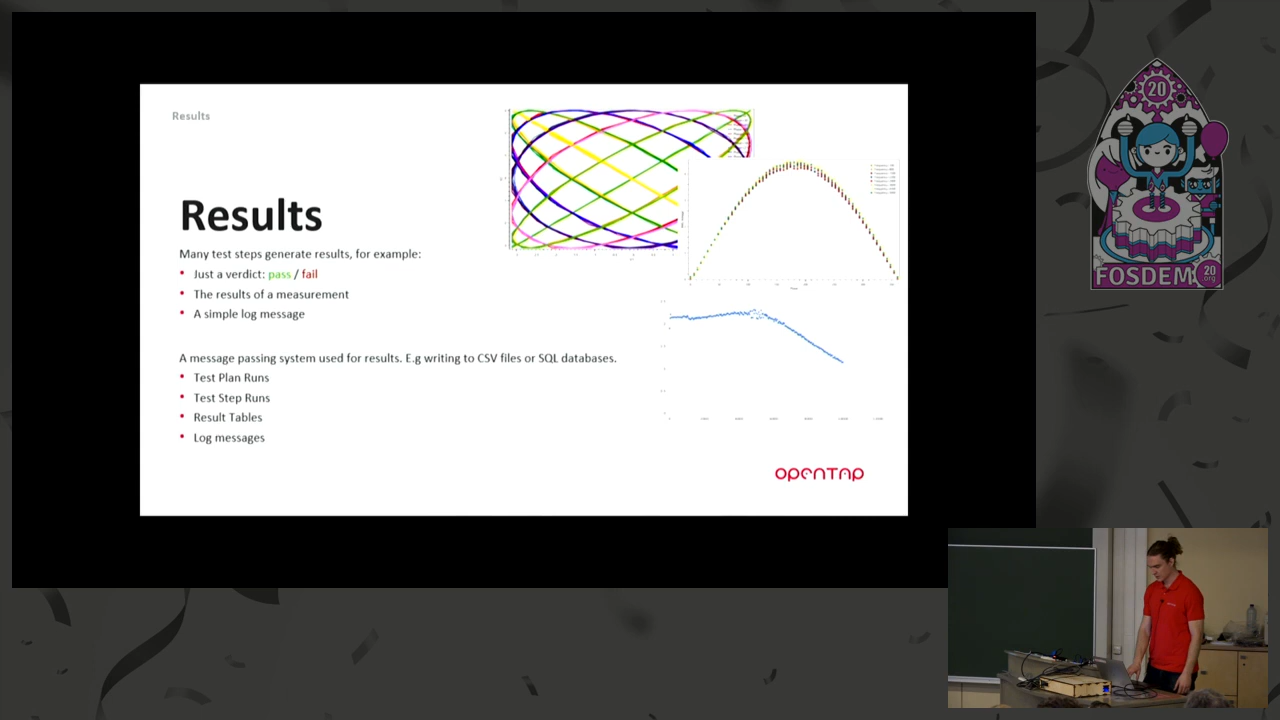 Results
Results
Many test steps generate results, for example:
• Just a verdict: pass / fail
• The results of a measurement
• A simple log message
A message passing system used for results. E.g writing to CSV files or SQL databases.
• Test Plan Runs
• Test Step Runs
• Result Tables
• Log messages
OPENTAP
20
FOSDEM
20
.org